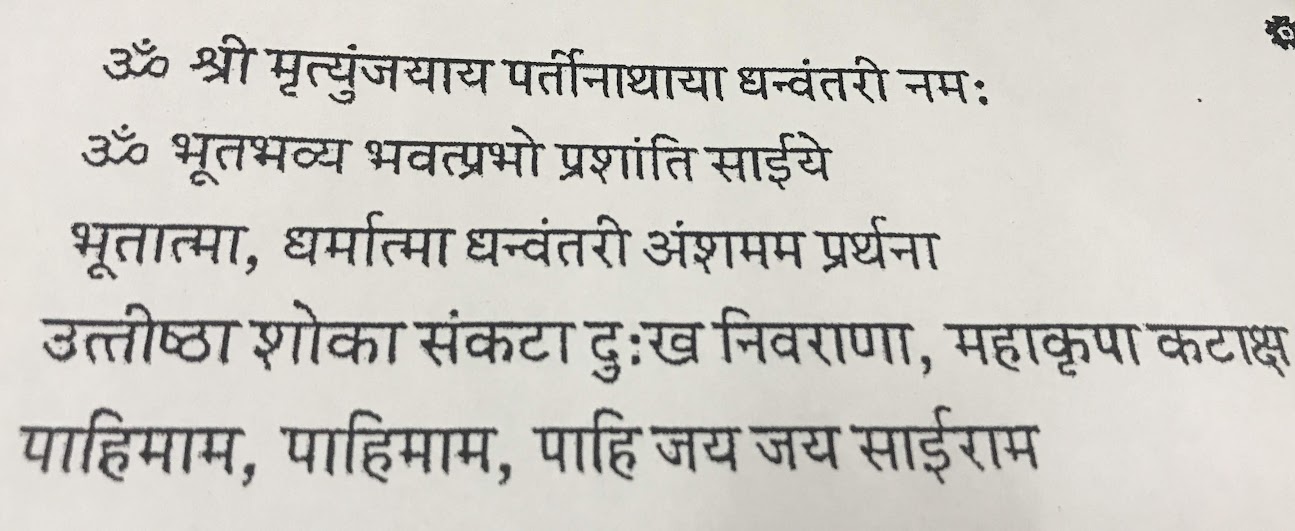 ॐ श्री मृत्युंजयाय पर्तीनाथाया धन्वंतरी नमः
ॐ भूतभव्य भवत्प्रभो प्रशांति साईये
भूतात्मा, धर्मात्मा धन्वंतरी अंशमम प्रर्थना
उत्तीष्ठा शोका संकटा दुःख निवराणा, महाकृपा कटाक्ष
पाहिमाम, पाहिमाम, पाहि जय जय साईराम